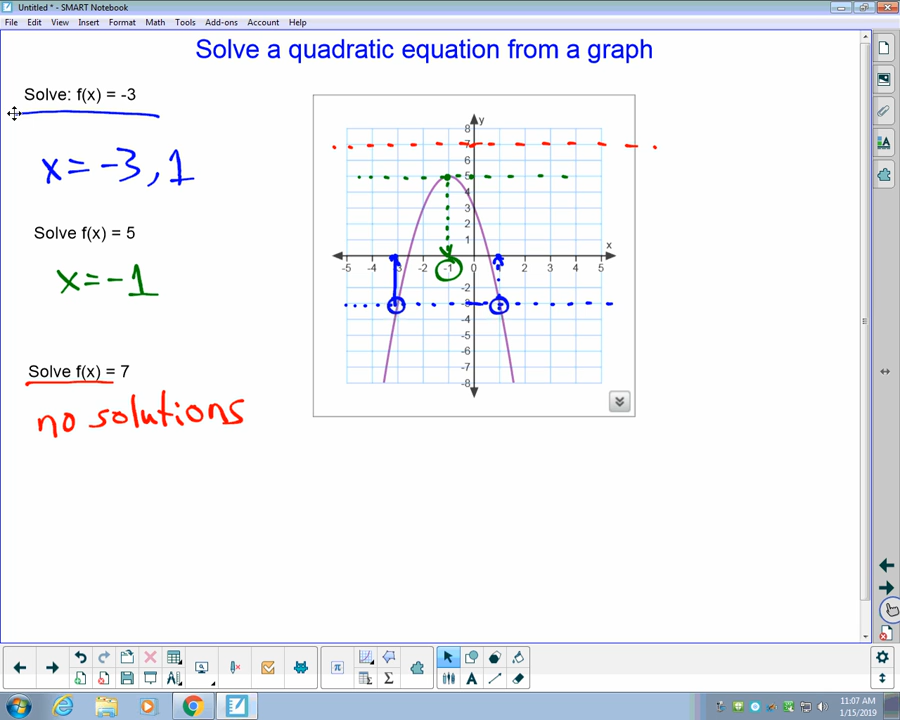 Untitled * - SMART Notebook
File Edit View Insert Format Math Tools Add-ons Account Help
Solve a quadratic equation from a graph
Solve: f(x) = -3
x = -3, 1
Solve f(x) = 5
x = -1
Solve f(x) = 7
no solutions
y
8
7
6
5
4
3
2
1
x
-5 -4 -3 -2 -1 0 1 2 3 4 5
-2
-3
-4
-5
-6
-7
-8
11:07 AM
1/15/2019